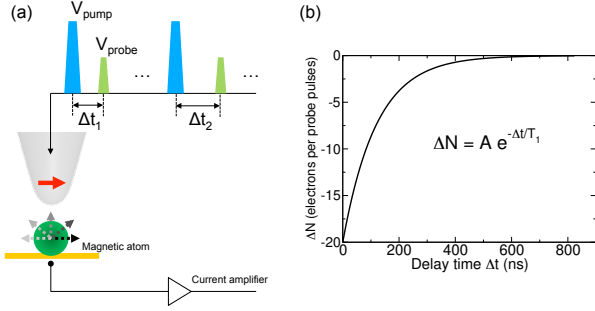 (a)
V_pump
V_probe
... ...
Δt_1 Δt_2
Magnetic atom
Current amplifier
(b)
ΔN (electrons per probe pulses)
0
-5
-10
-15
-20
ΔN = A e^{-Δt/T_1}
0 200 400 600 800
Delay time Δt (ns)